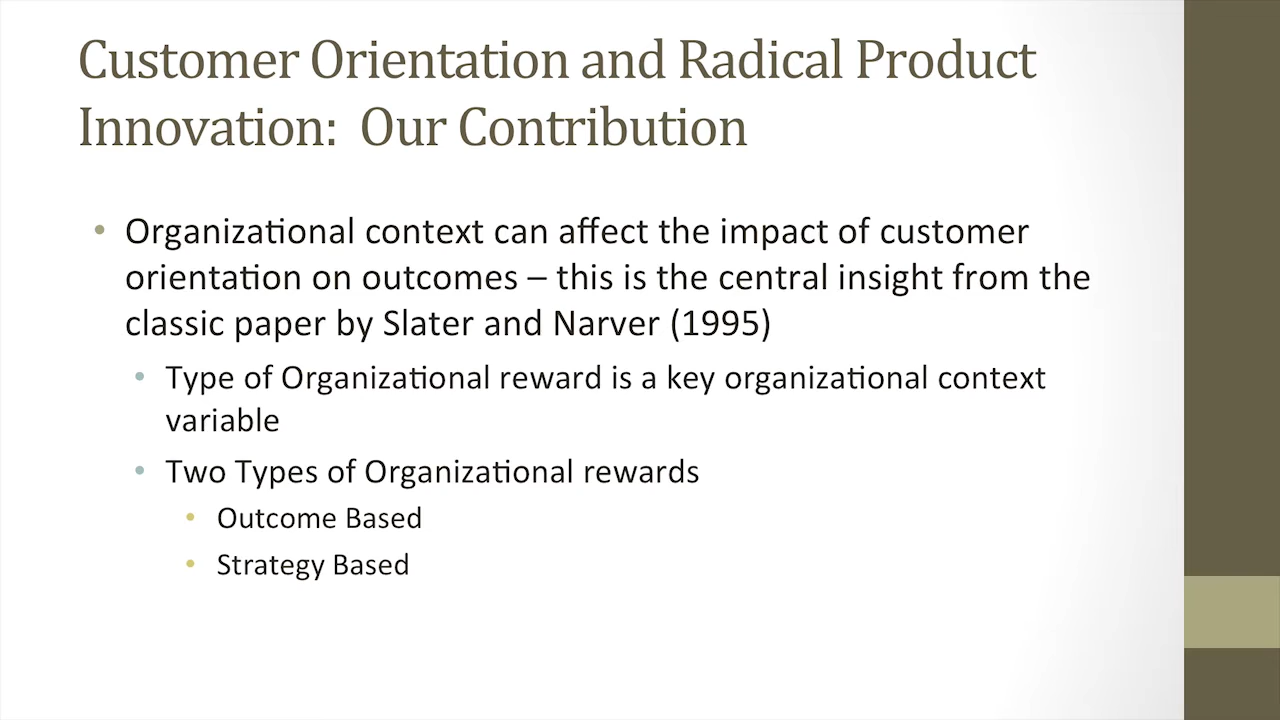 Customer Orientation and Radical Product
Innovation: Our Contribution
• Organizational context can affect the impact of customer
orientation on outcomes – this is the central insight from the
classic paper by Slater and Narver (1995)
• Type of Organizational reward is a key organizational context
variable
• Two Types of Organizational rewards
• Outcome Based
• Strategy Based